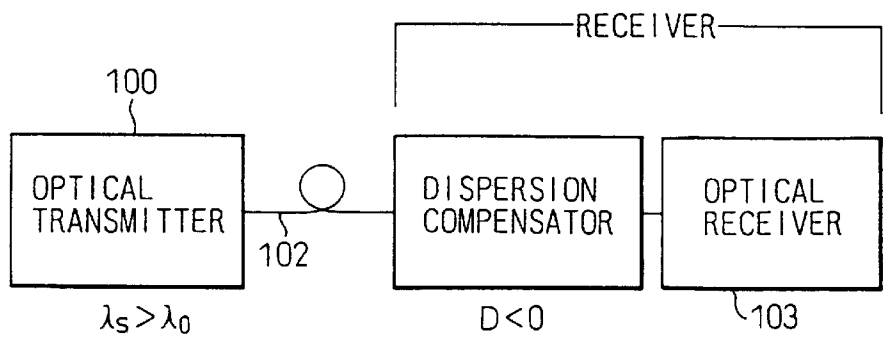 RECEIVER
100
OPTICAL
TRANSMITTER
102
DISPERSION
COMPENSATOR
OPTICAL
RECEIVER
λS>λ0
D<0
103